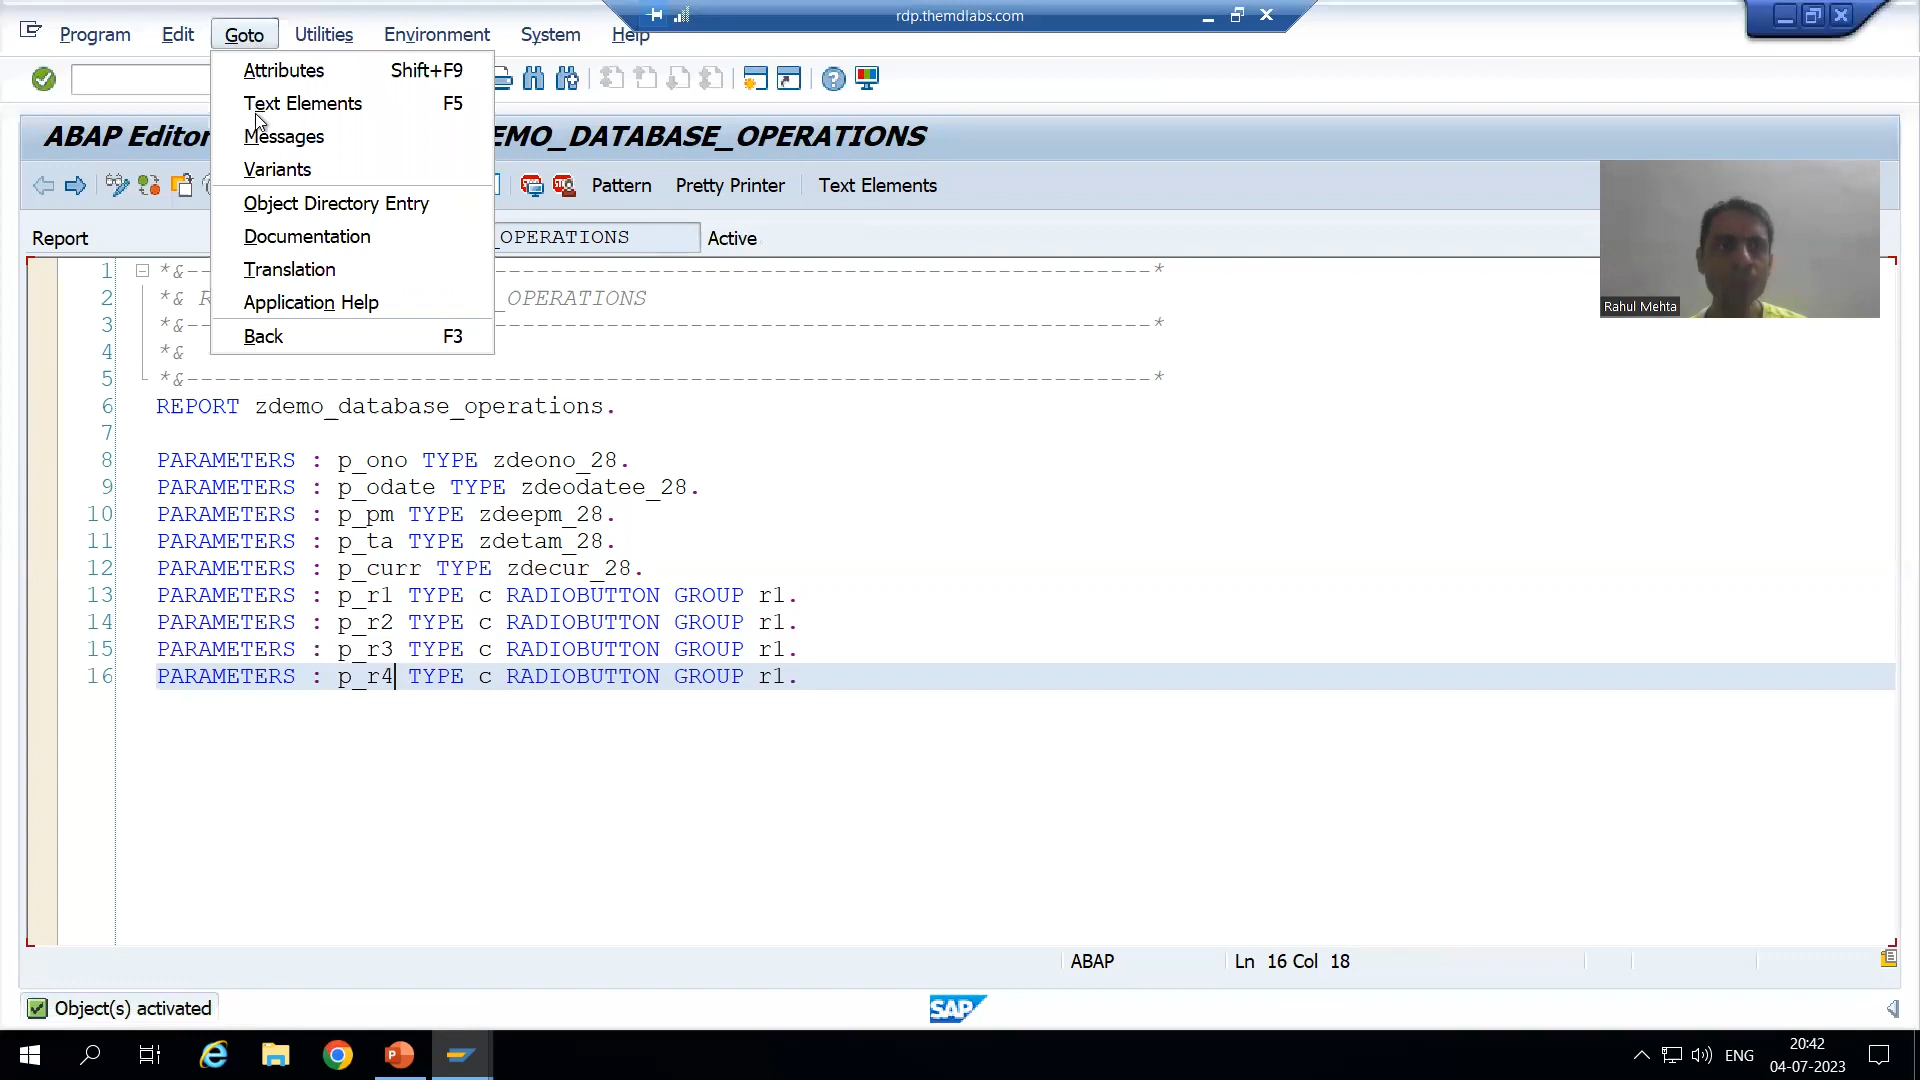 rdp.themdlabs.com
Program Edit Goto Utilities Environment System Help
Attributes Shift+F9
Text Elements F5
Messages
Variants
Object Directory Entry
Documentation
Translation
Application Help
Back F3
ABAP Editor EMO_DATABASE_OPERATIONS
Pattern Pretty Printer Text Elements
Report _OPERATIONS Active
Rahul Mehta
1 *&---------------------------------------------------------------------*
2 *& R _OPERATIONS
3 *&---------------------------------------------------------------------*
4 *&
5 *&---------------------------------------------------------------------*
6 REPORT zdemo_database_operations.
7
8 PARAMETERS : p_ono TYPE zdeono_28.
9 PARAMETERS : p_odate TYPE zdeodatee_28.
10 PARAMETERS : p_pm TYPE zdeepm_28.
11 PARAMETERS : p_ta TYPE zdetam_28.
12 PARAMETERS : p_curr TYPE zdecur_28.
13 PARAMETERS : p_r1 TYPE c RADIOBUTTON GROUP r1.
14 PARAMETERS : p_r2 TYPE c RADIOBUTTON GROUP r1.
15 PARAMETERS : p_r3 TYPE c RADIOBUTTON GROUP r1.
16 PARAMETERS : p_r4 TYPE c RADIOBUTTON GROUP r1.
ABAP Ln 16 Col 18
Object(s) activated
SAP
ENG
20:42
04-07-2023